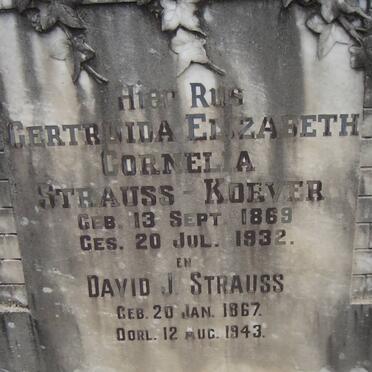 Hier Rus
Gertruida Elizabeth
Cornelia
Strauss - Koever
Geb. 13 Sept. 1869
Ges. 20 Jul. 1932.
en
David J. Strauss
Geb. 20 Jan. 1867.
Oorl. 12 Aug. 1943.